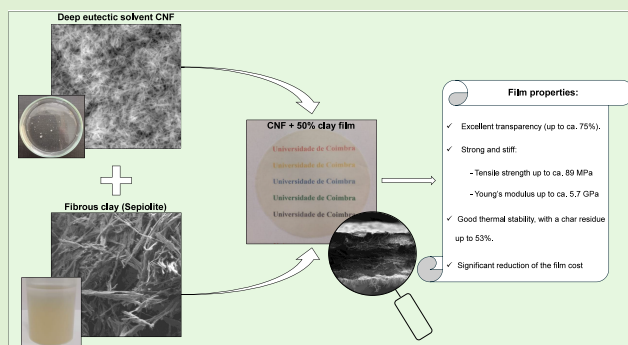 Deep eutectic solvent CNF
Fibrous clay (Sepiolite)
CNF + 50% clay film
Universidade de Coimbra
Universidade de Coimbra
Universidade de Coimbra
Universidade de Coimbra
Universidade de Coimbra
Film properties:
✓ Excellent transparency (up to ca. 75%).
✓ Strong and stiff:
- Tensile strength up to ca. 89 MPa
- Young's modulus up to ca. 5.7 GPa
✓ Good thermal stability, with a char residue
up to 53%.
✓ Significant reduction of the film cost